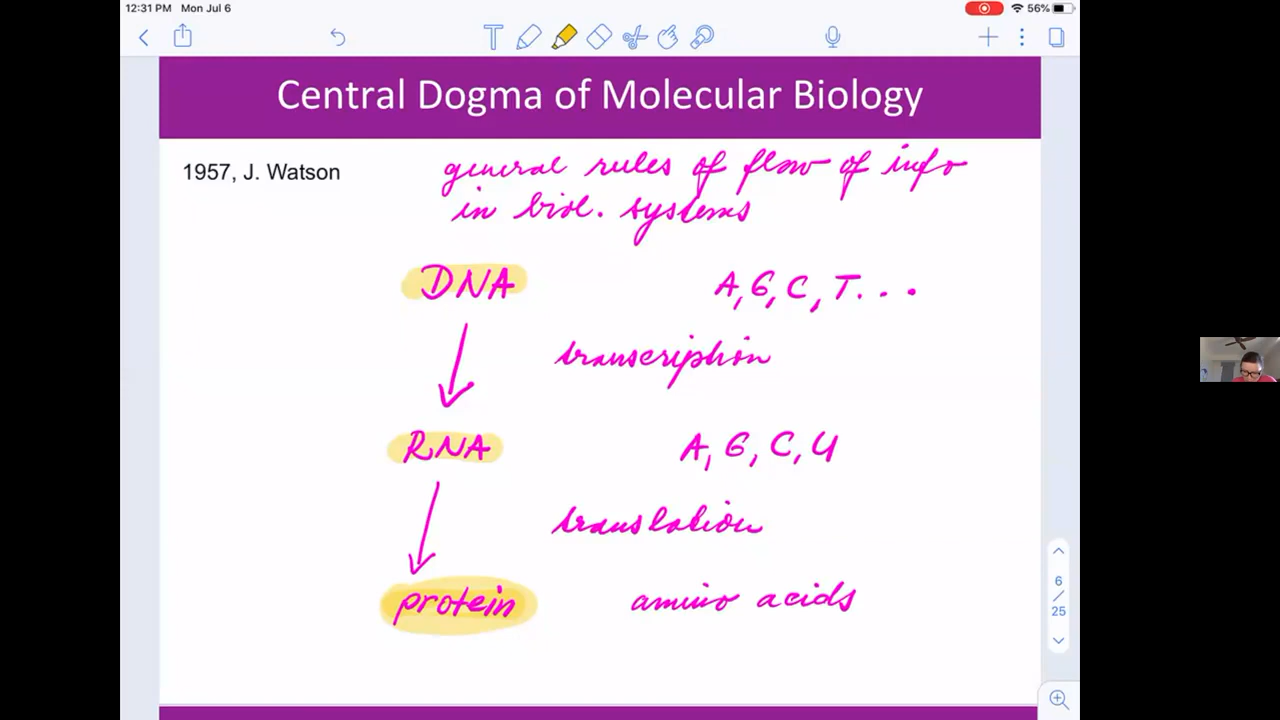 12:31 PM Mon Jul 6
56%
Central Dogma of Molecular Biology
1957, J. Watson
general rules of flow of info
in biol. systems
DNA
A, G, C, T...
transcription
RNA
A, G, C, U
translation
protein
amino acids
6
/
25